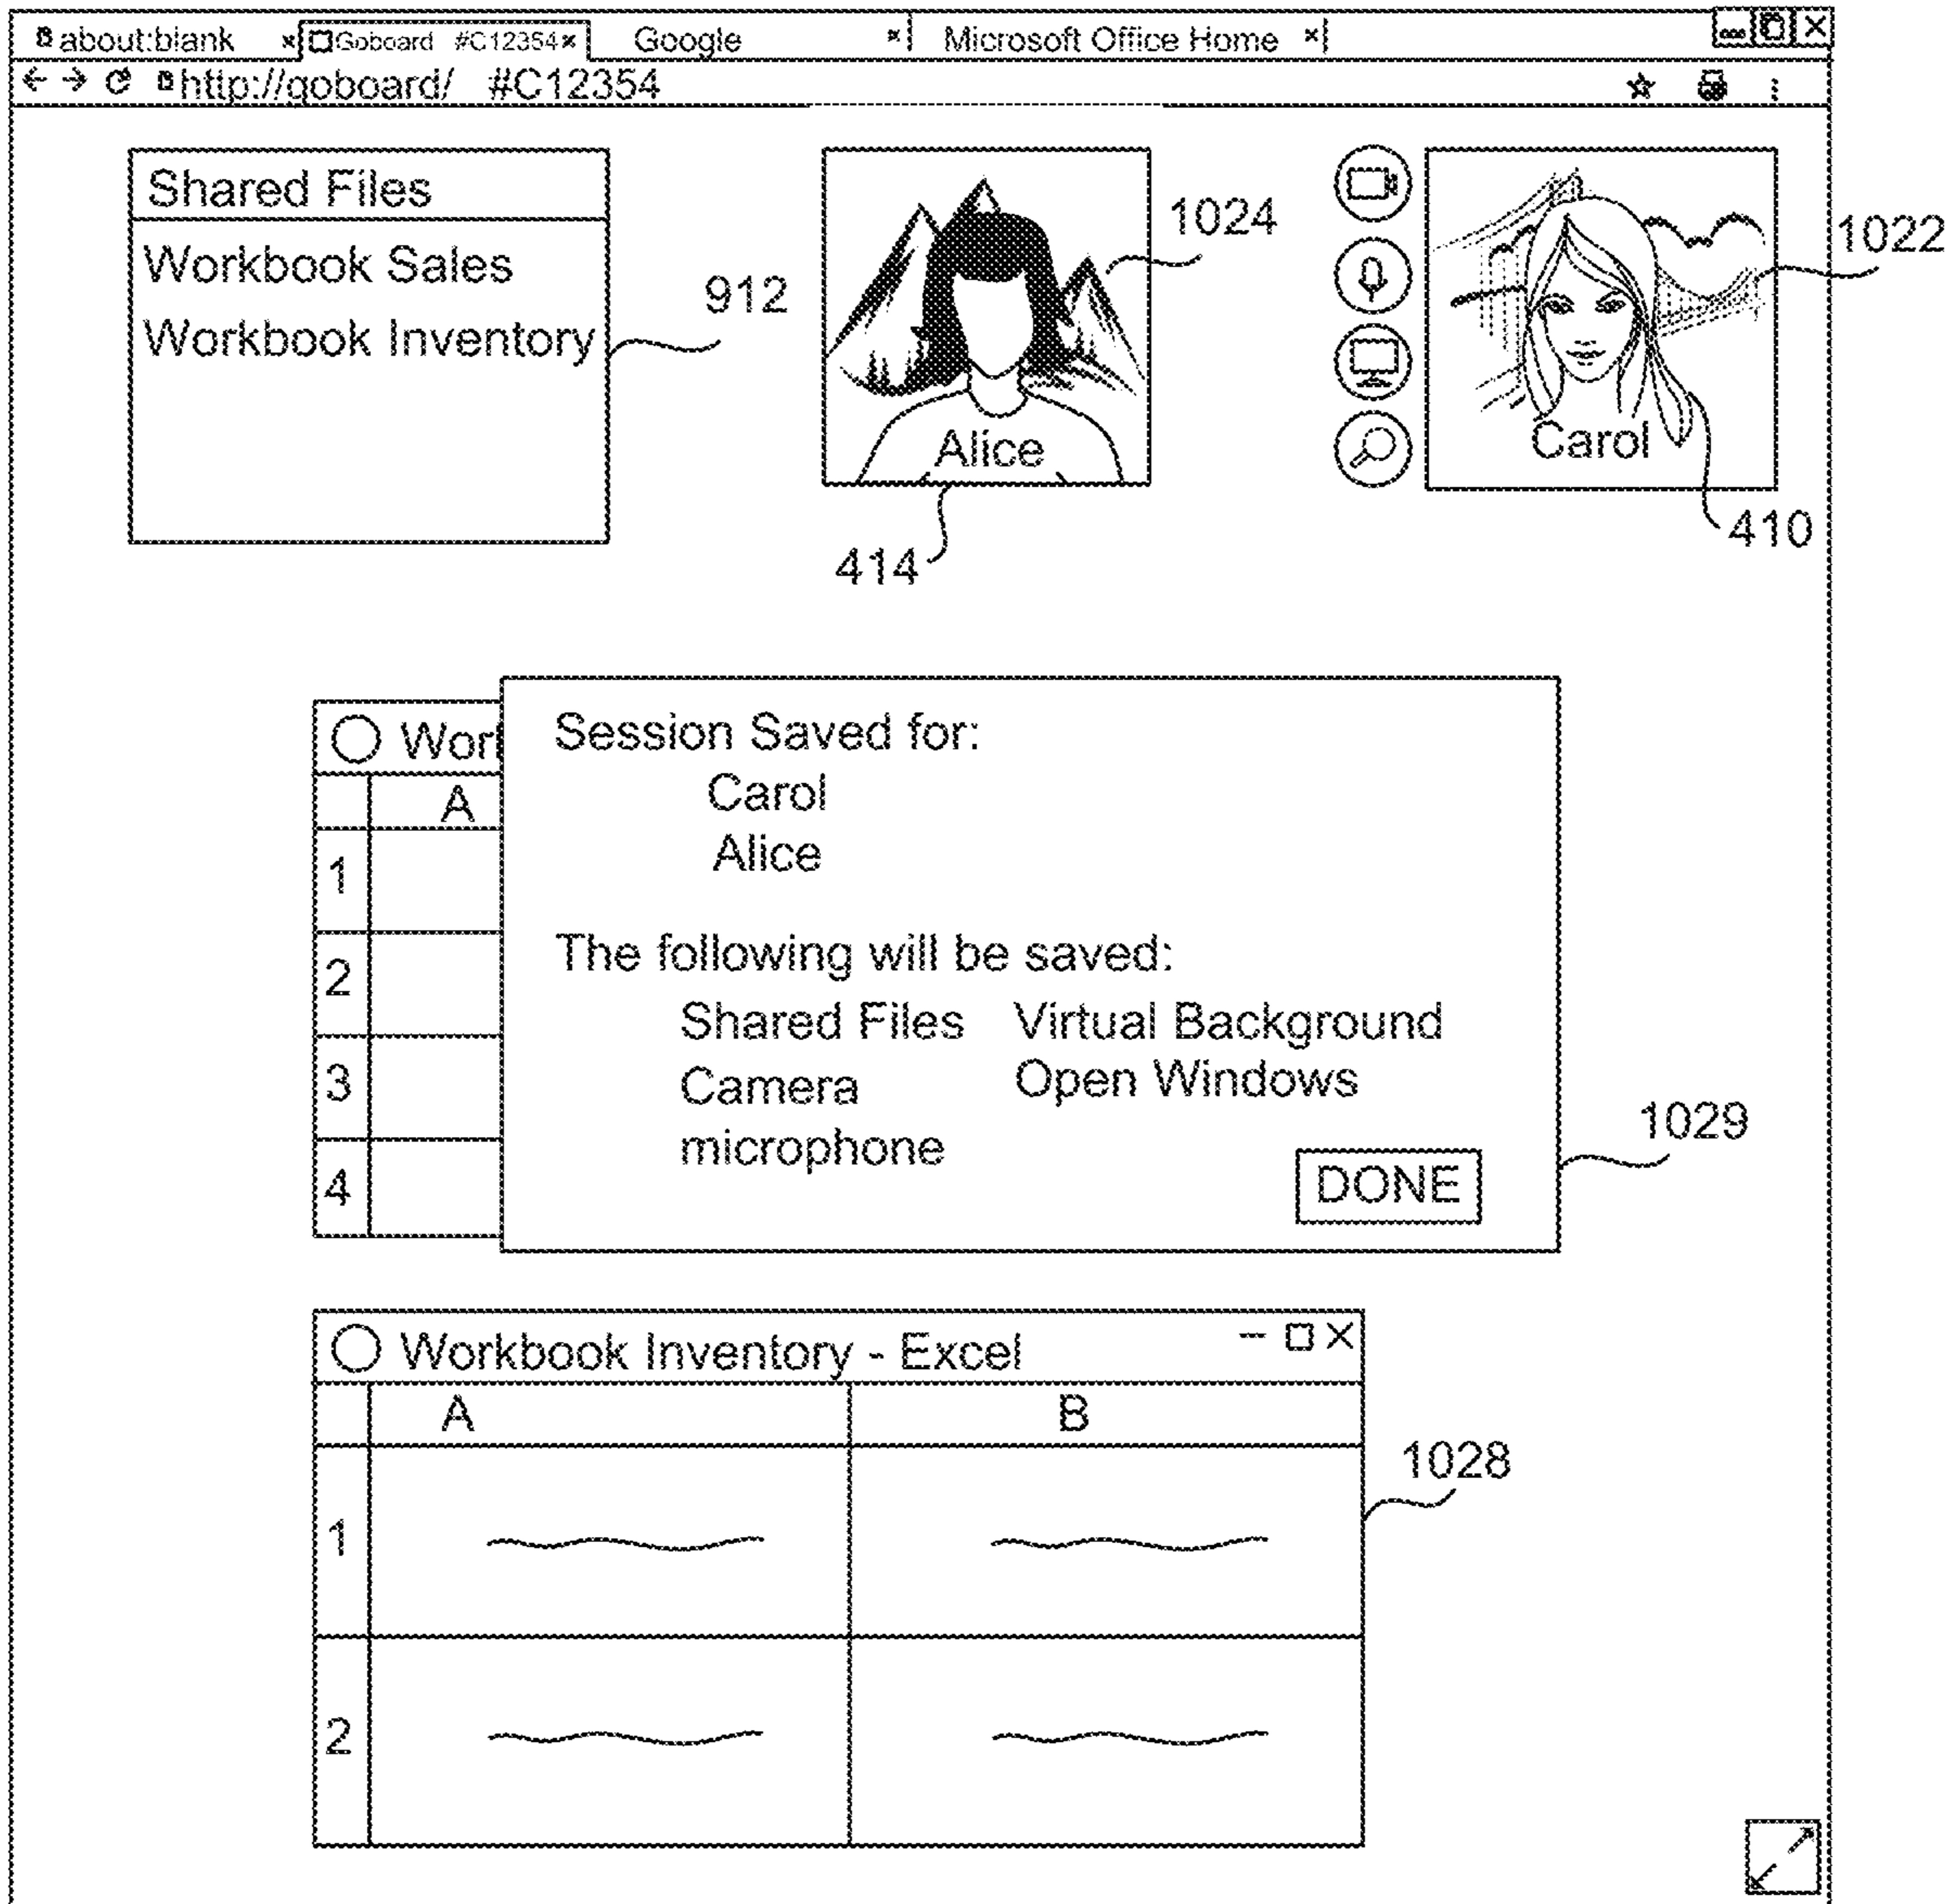 about:blank
Goboard #C12354
Google
Microsoft Office Home
http://goboard/ #C12354
Shared Files
Workbook Sales
Workbook Inventory
912
Alice
1024
414
Carol
1022
410
Wor
A
1
2
3
4
Session Saved for:
Carol
Alice
The following will be saved:
Shared Files Virtual Background
Camera Open Windows
microphone
DONE
1029
Workbook Inventory - Excel
A B
1
2
1028